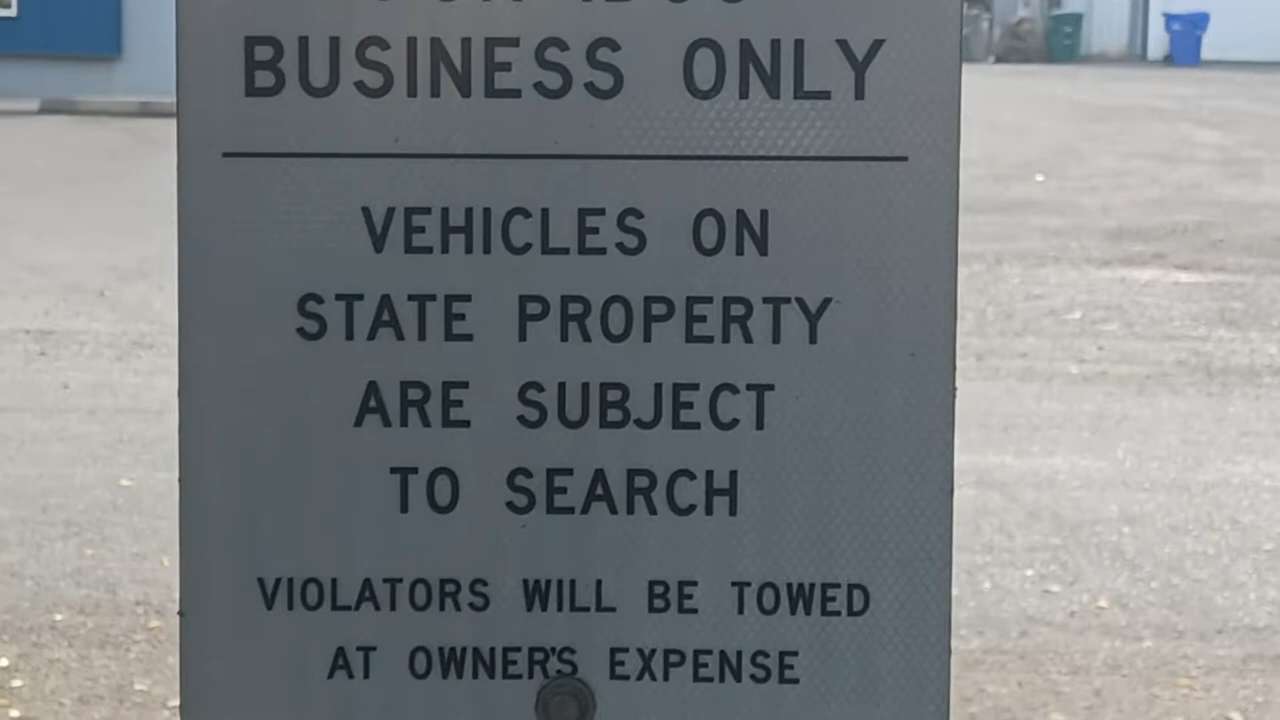 BUSINESS ONLY
VEHICLES ON
STATE PROPERTY
ARE SUBJECT
TO SEARCH
VIOLATORS WILL BE TOWED
AT OWNER'S EXPENSE